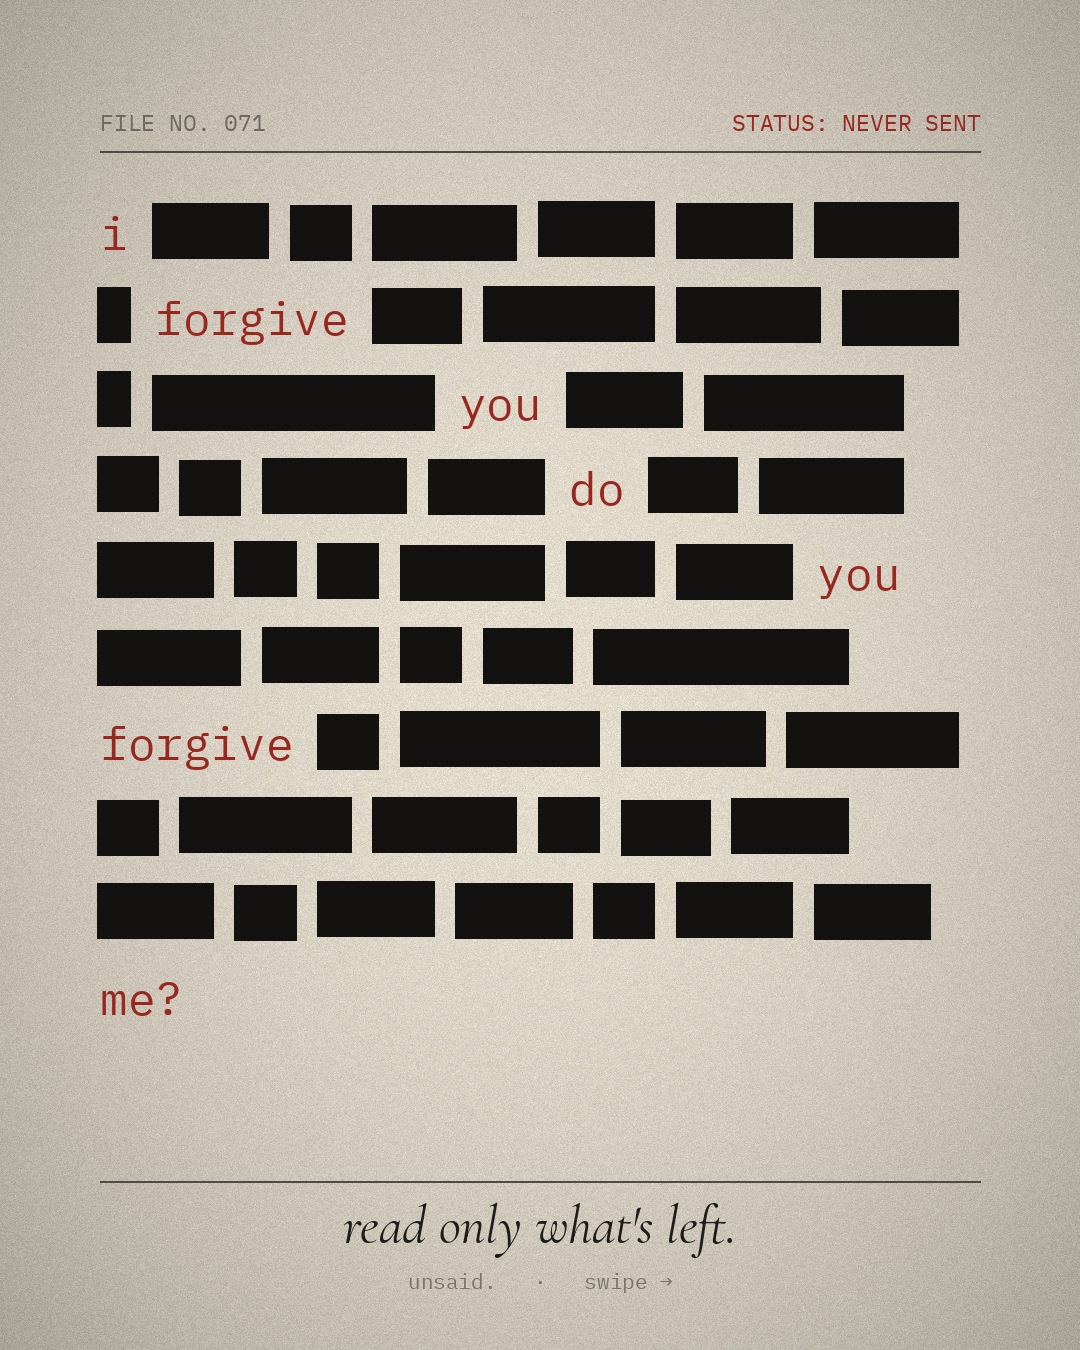 FILE NO. 071
STATUS: NEVER SENT
i
forgive
you
do
you
forgive
me?
read only what's left.
unsaid. · swipe →